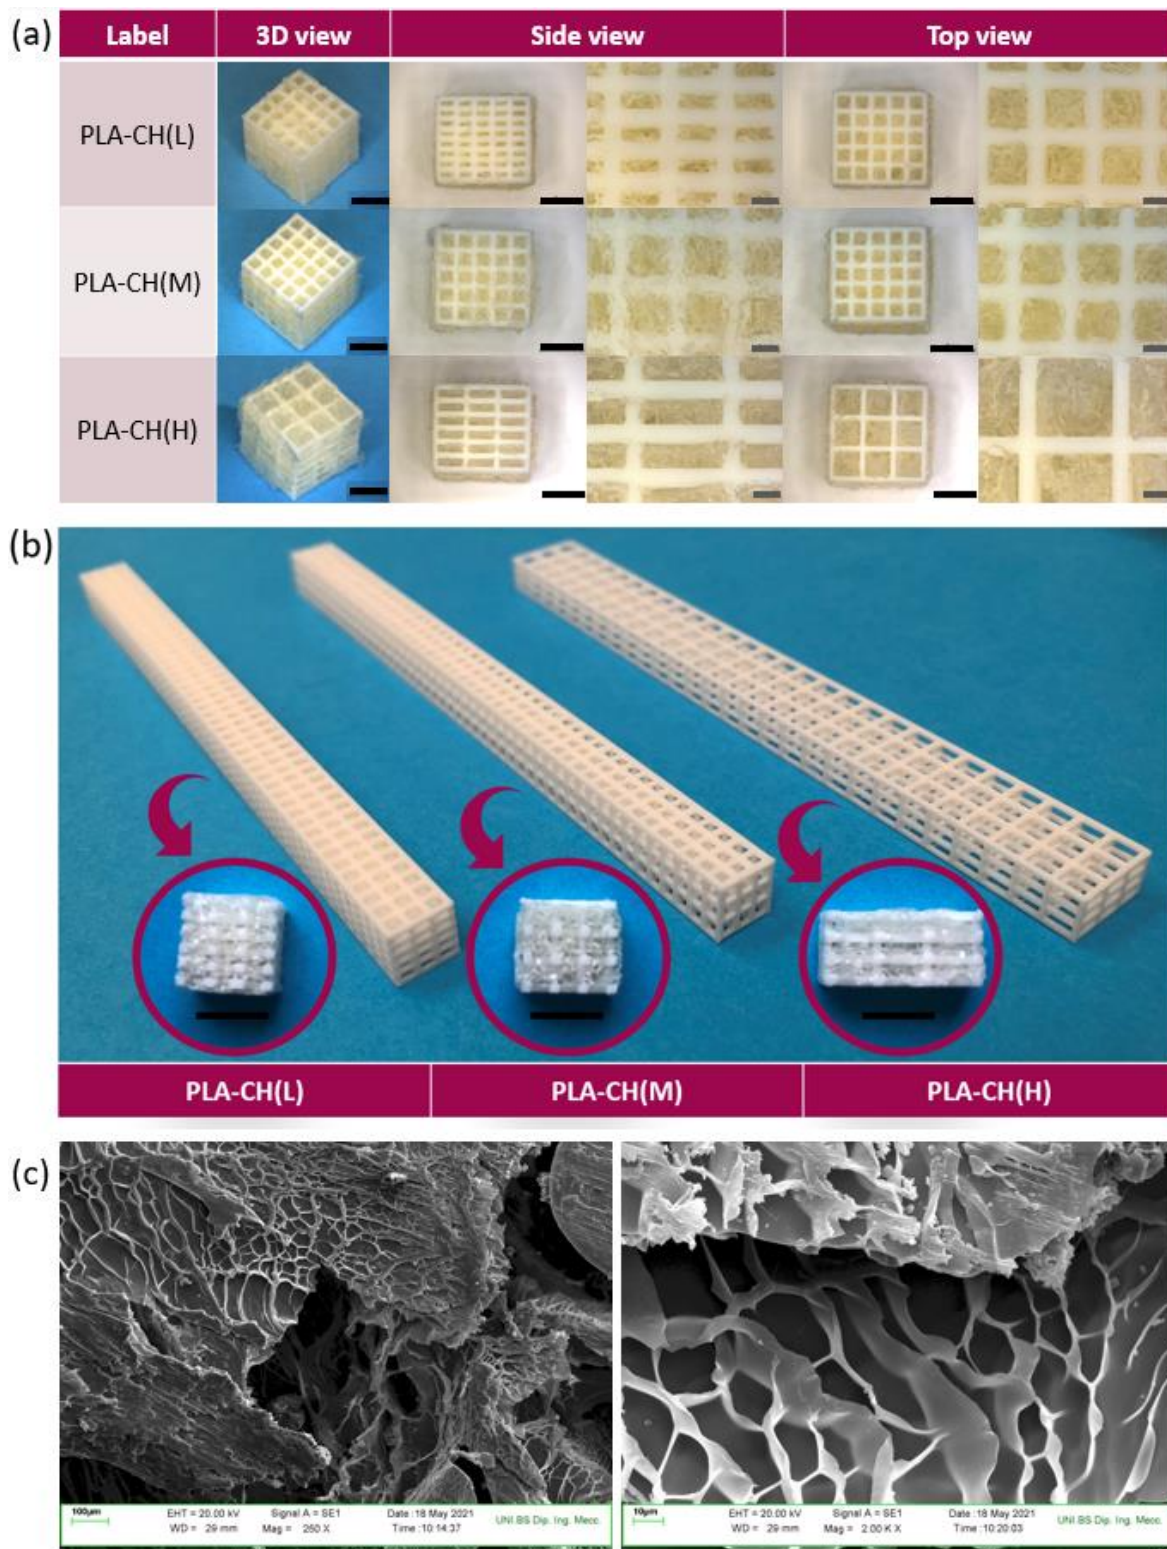 (a)
Label 3D view Side view Top view
PLA-CH(L)
PLA-CH(M)
PLA-CH(H)
(b)
PLA-CH(L) PLA-CH(M) PLA-CH(H)
(c)
100µm EHT = 20.00 kV Signal A = SE1 Date :18 May 2021 UNI.BS Dip. Ing. Mecc.
WD = 29 mm Mag = 250 X Time :10:14:37
10µm EHT = 20.00 kV Signal A = SE1 Date :18 May 2021 UNI.BS Dip. Ing. Mecc.
WD = 29 mm Mag = 2.00 K X Time :10:20:03